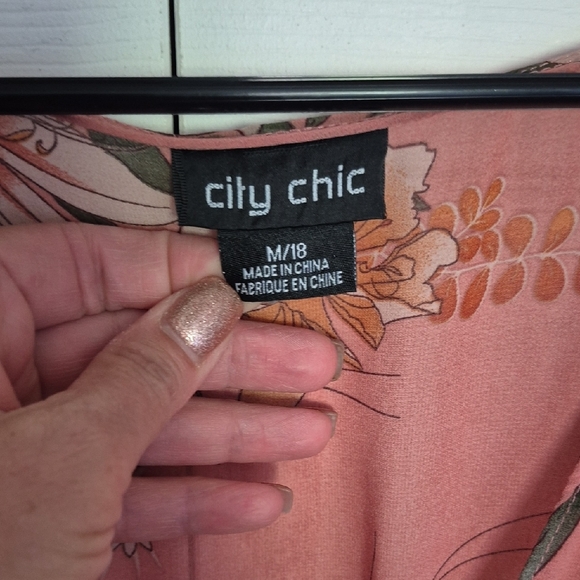 city chic
M/18
MADE IN CHINA
FABRIQUE EN CHINE